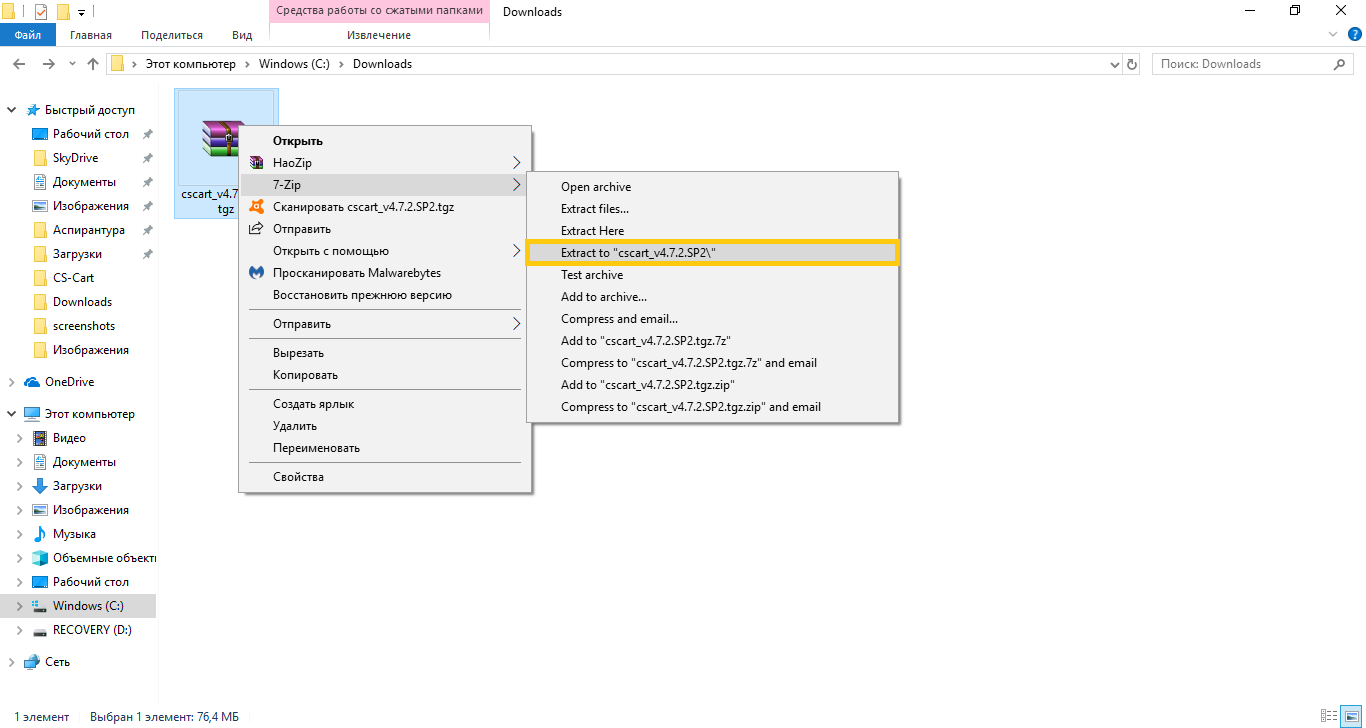 Средства работы со сжатыми папками
Downloads
Файл
Главная
Поделиться
Вид
Извлечение
Этот компьютер
Windows (C:)
Downloads
Поиск: Downloads
Быстрый доступ
Рабочий стол
SkyDrive
Документы
Изображения
Аспирантура
Загрузки
CS-Cart
Downloads
screenshots
Изображения
OneDrive
Этот компьютер
Видео
Документы
Загрузки
Изображения
Музыка
Объемные объекти
Рабочий стол
Windows (C:)
RECOVERY (D:)
Сеть
cscart_v4.7
tgz
Открыть
HaoZip
7-Zip
Сканировать cscart_v4.7.2.SP2.tgz
Отправить
Открыть с помощью
Просканировать Malwarebytes
Восстановить прежнюю версию
Отправить
Вырезать
Копировать
Создать ярлык
Удалить
Переименовать
Свойства
Open archive
Extract files...
Extract Here
Extract to "cscart_v4.7.2.SP2\"
Test archive
Add to archive...
Compress and email...
Add to "cscart_v4.7.2.SP2.tgz.7z"
Compress to "cscart_v4.7.2.SP2.tgz.7z" and email
Add to "cscart_v4.7.2.SP2.tgz.zip"
Compress to "cscart_v4.7.2.SP2.tgz.zip" and email
1 элемент
Выбран 1 элемент: 76,4 МБ